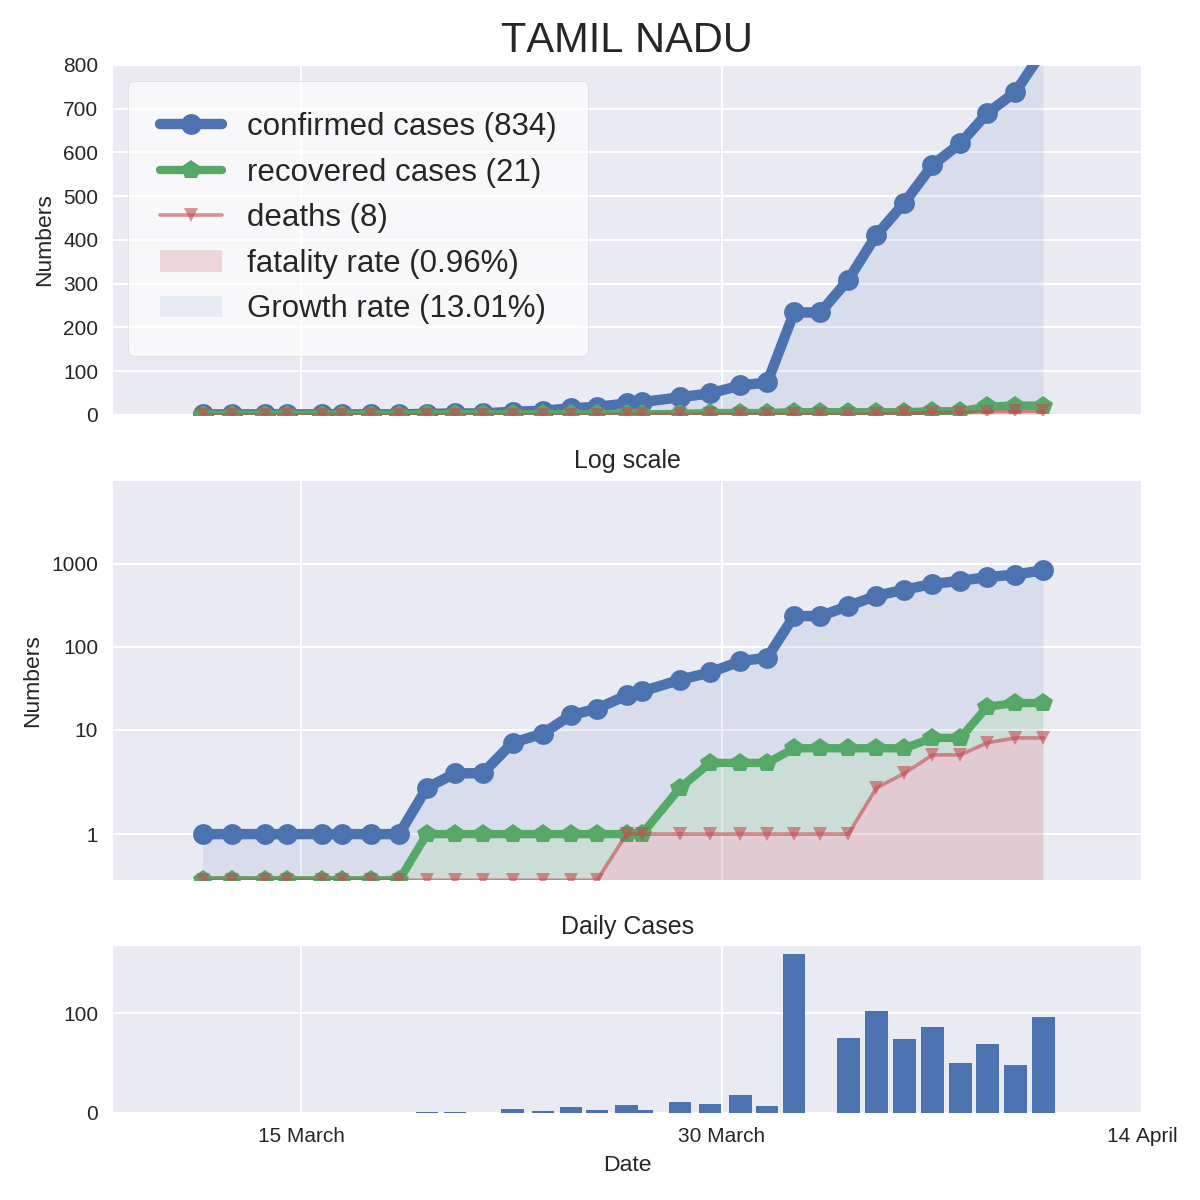 TAMIL NADU
800
700
600
500
400
300
200
100
0
Numbers
confirmed cases (834)
recovered cases (21)
deaths (8)
fatality rate (0.96%)
Growth rate (13.01%)
Log scale
1000
100
10
1
Numbers
Daily Cases
100
0
15 March 30 March 14 April
Date